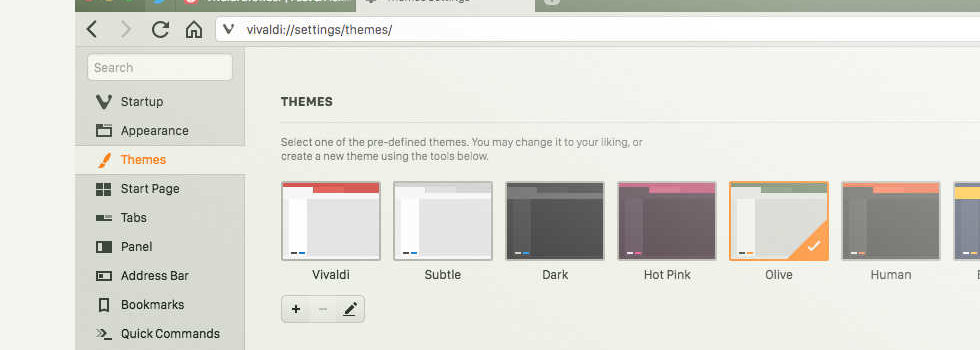 Themes Settings
vivaldi://settings/themes/
Search
Startup
Appearance
Themes
Start Page
Tabs
Panel
Address Bar
Bookmarks
Quick Commands
THEMES
Select one of the pre-defined themes. You may change it to your liking, or
create a new theme using the tools below.
Vivaldi
Subtle
Dark
Hot Pink
Olive
Human